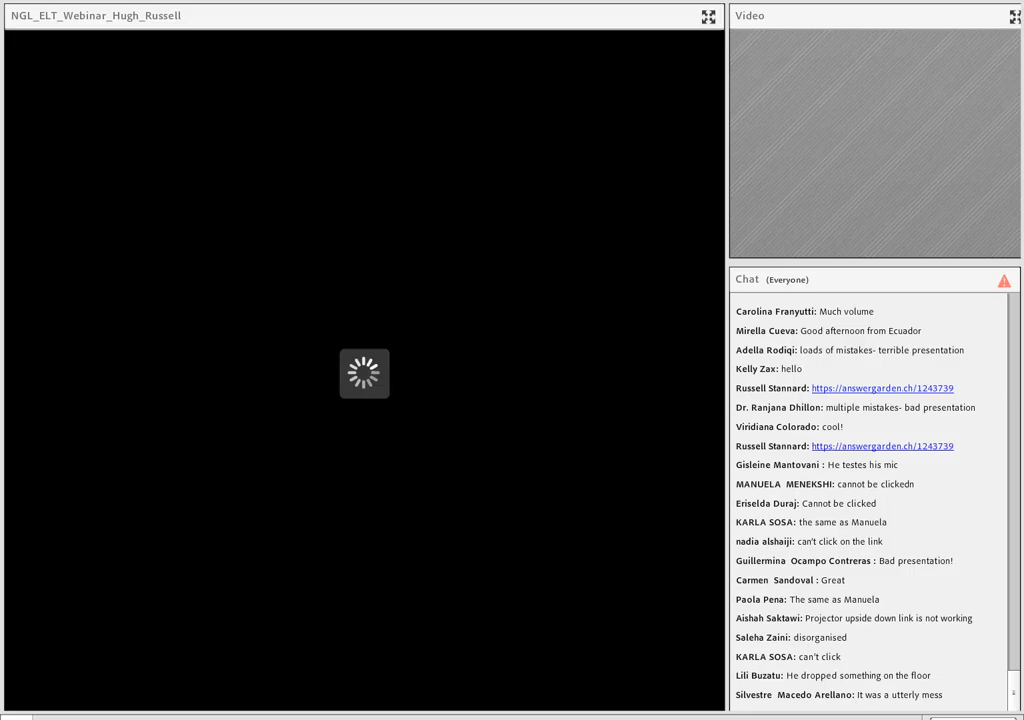 NGL_ELT_Webinar_Hugh_Russell
Video
Chat (Everyone)
Carolina Franyutti: Much volume
Mirella Cueva: Good afternoon from Ecuador
Adella Rodiqi: loads of mistakes- terrible presentation
Kelly Zax: hello
Russell Stannard: https://answergarden.ch/1243739
Dr. Ranjana Dhillon: multiple mistakes- bad presentation
Viridiana Colorado: cool!
Russell Stannard: https://answergarden.ch/1243739
Gisleine Mantovani : He testes his mic
MANUELA MENEKSHI: cannot be clickedn
Eriselda Duraj: Cannot be clicked
KARLA SOSA: the same as Manuela
nadia alshaiji: can't click on the link
Guillermina Ocampo Contreras : Bad presentation!
Carmen Sandoval : Great
Paola Pena: The same as Manuela
Aishah Saktawi: Projector upside down link is not working
Saleha Zaini: disorganised
KARLA SOSA: can't click
Lili Buzatu: He dropped something on the floor
Silvestre Macedo Arellano: It was a utterly mess